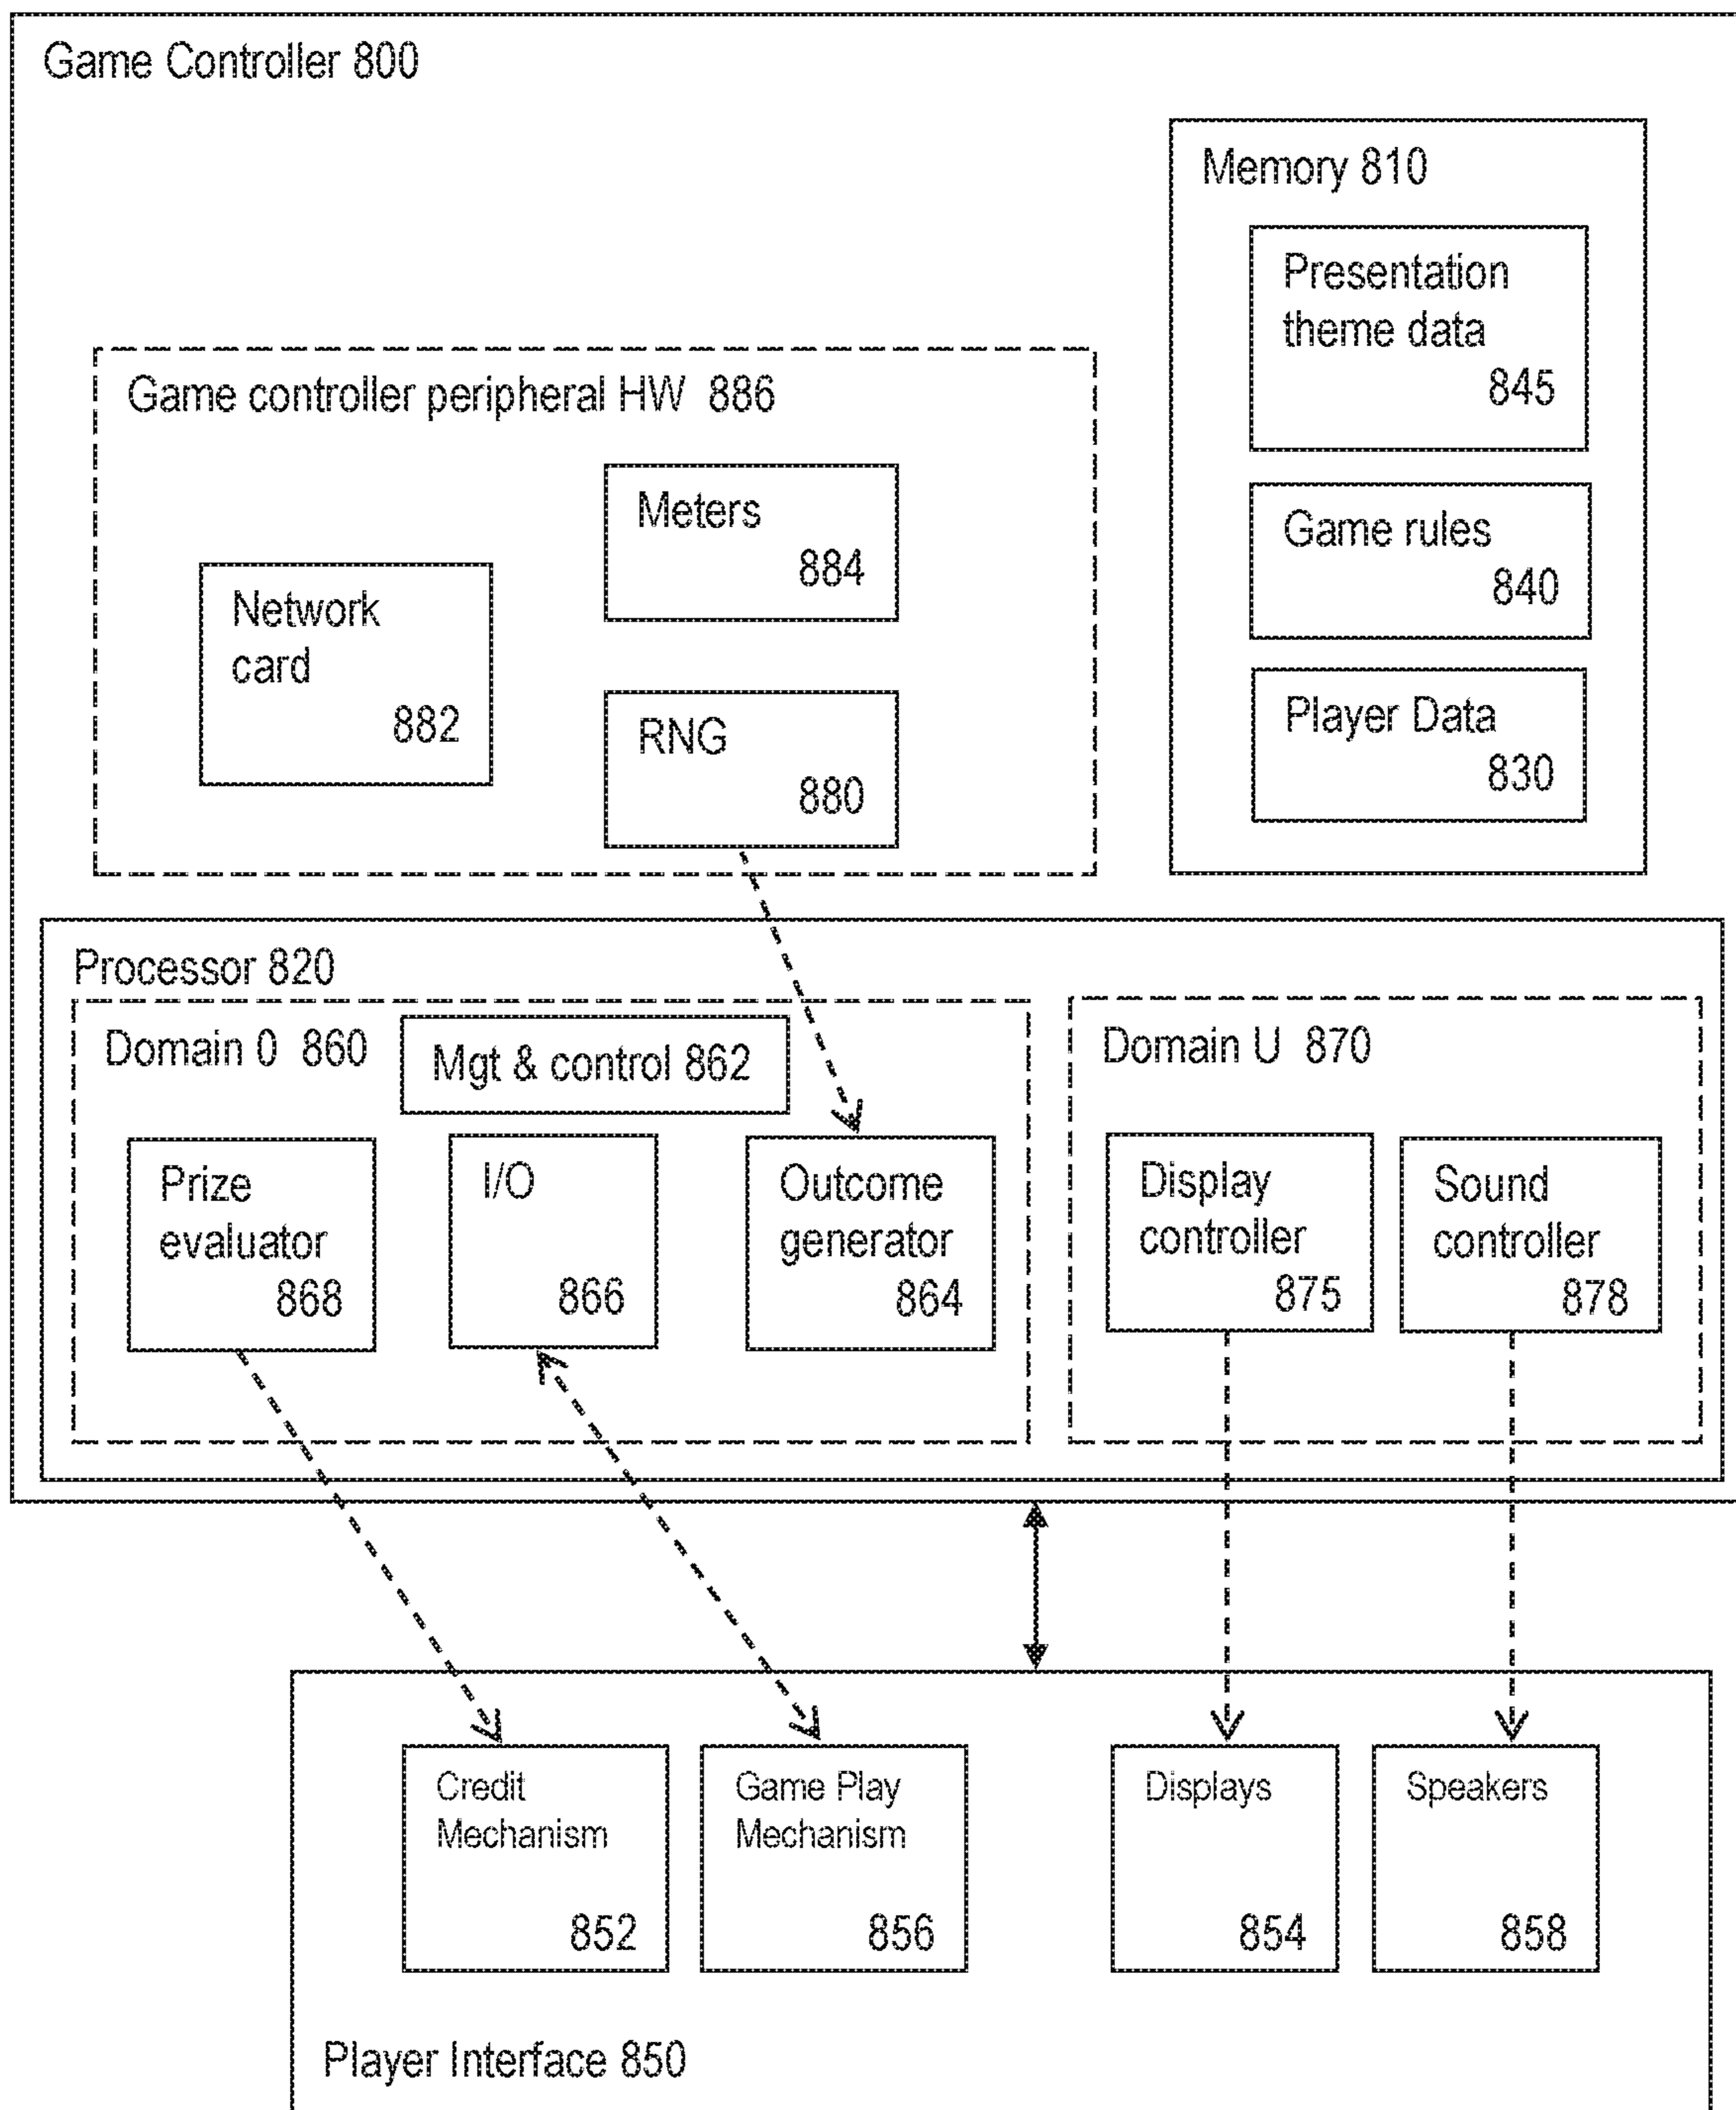 Game Controller 800
Memory 810
Presentation
theme data
845
Game rules
840
Player Data
830
Game controller peripheral HW 886
Meters
884
Network
card
882
RNG
880
Processor 820
Domain 0 860
Mgt & control 862
Prize
evaluator
868
I/O
866
Outcome
generator
864
Domain U 870
Display
controller
875
Sound
controller
878
Credit
Mechanism
852
Game Play
Mechanism
856
Displays
854
Speakers
858
Player Interface 850